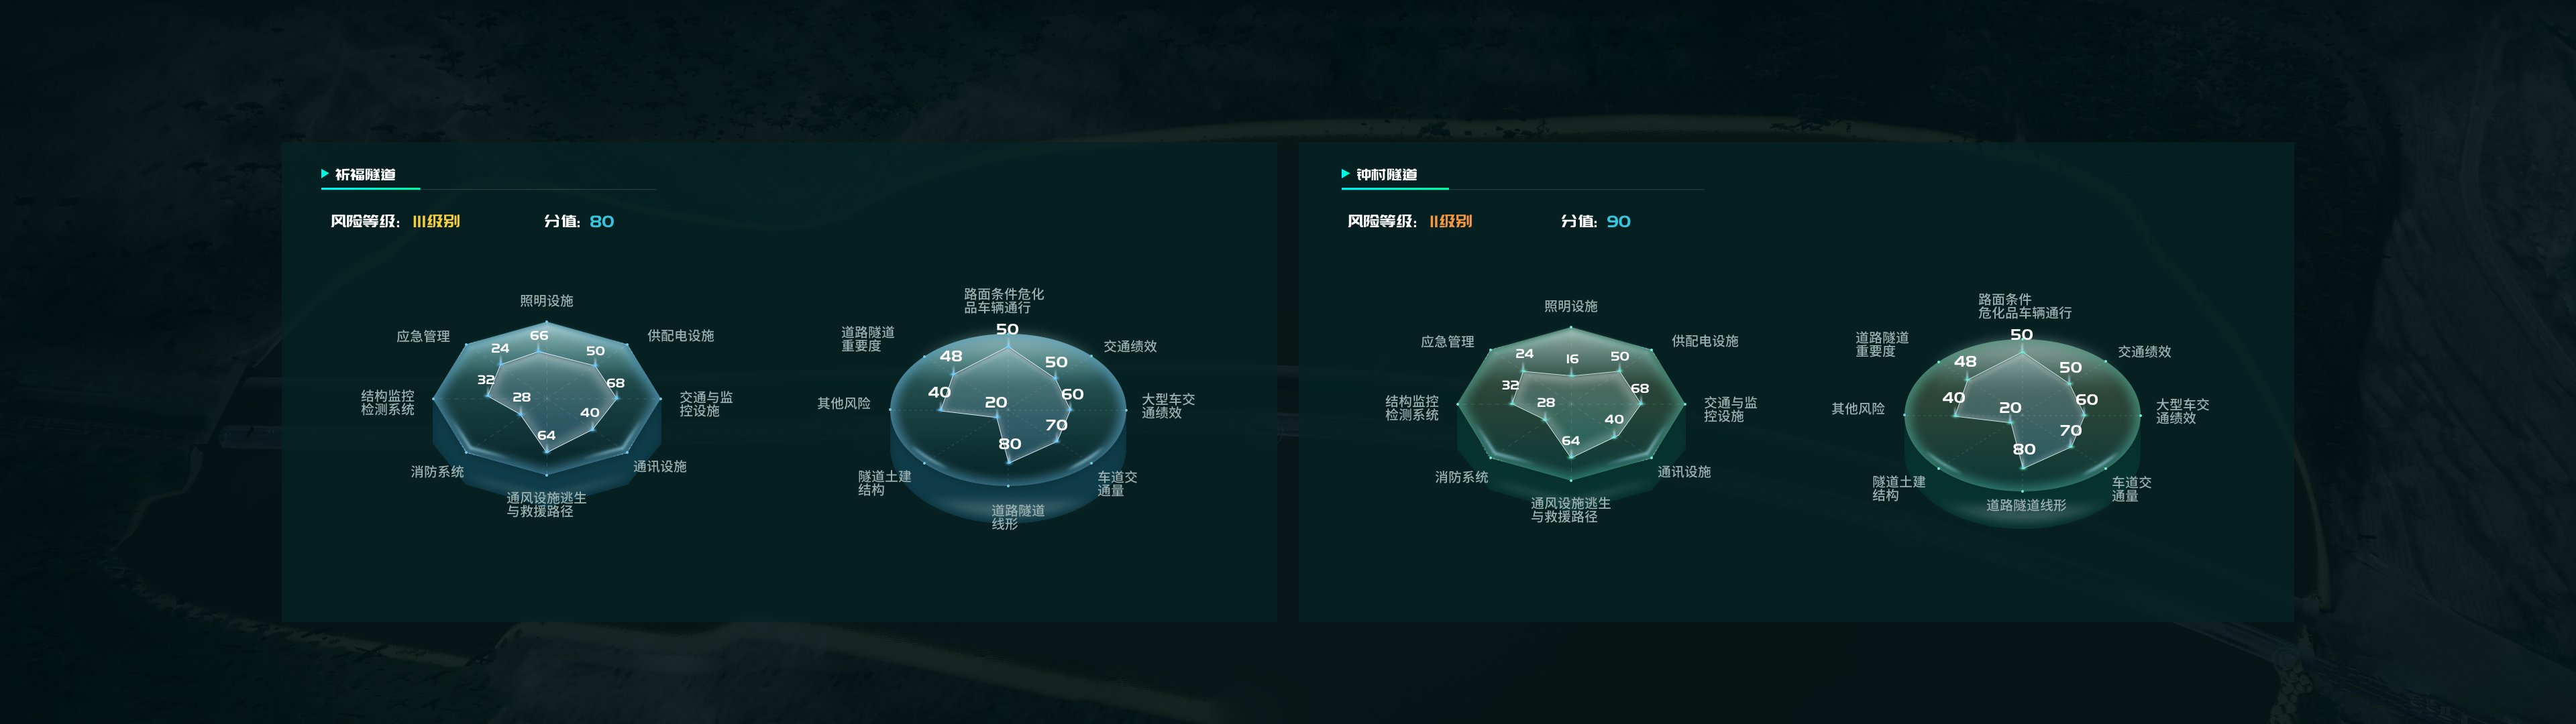 祈福隧道
风险等级: III级别 分值: 80
照明设施
应急管理
供配电设施
结构监控
检测系统
交通与监
控设施
消防系统
通讯设施
通风设施逃生
与救援路径
66
24
50
32
68
28
40
64
路面条件危化
品车辆通行
道路隧道
重要度
交通绩效
其他风险
大型车交
通绩效
隧道土建
结构
车道交
通量
道路隧道
线形
50
48
50
40
60
20
70
80
钟村隧道
风险等级: II级别 分值: 90
照明设施
应急管理
供配电设施
结构监控
检测系统
交通与监
控设施
消防系统
通讯设施
通风设施逃生
与救援路径
24
16
50
32
68
28
40
64
路面条件
危化品车辆通行
道路隧道
重要度
交通绩效
其他风险
大型车交
通绩效
隧道土建
结构
车道交
通量
道路隧道线形
50
48
50
40
60
20
70
80